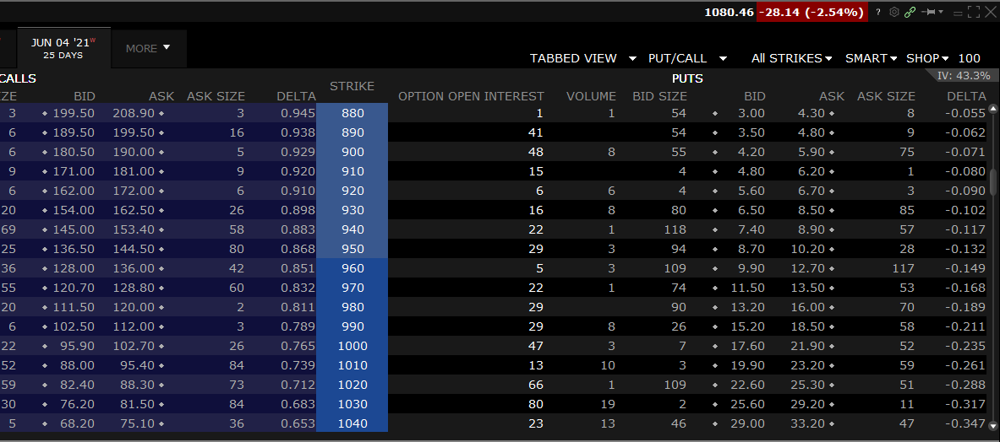 1080.46 -28.14 (-2.54%) ?
JUN 04 '21 W MORE
25 DAYS
TABBED VIEW PUT/CALL All STRIKES SMART SHOP 100
CALLS PUTS IV: 43.3%
STRIKE
ZE BID ASK ASK SIZE DELTA OPTION OPEN INTEREST VOLUME BID SIZE BID ASK ASK SIZE DELTA
3 199.50 208.90 3 0.945 880 1 1 54 3.00 4.30 8 -0.055
6 189.50 199.50 16 0.938 890 41 54 3.50 4.80 9 -0.062
6 180.50 190.00 5 0.929 900 48 8 55 4.20 5.90 75 -0.071
9 171.00 181.00 9 0.920 910 15 4 4.80 6.20 1 -0.080
6 162.00 172.00 6 0.910 920 6 6 4 5.60 6.70 3 -0.090
20 154.00 162.50 26 0.898 930 16 8 80 6.50 8.50 85 -0.102
69 145.00 153.40 58 0.883 940 22 1 118 7.40 8.90 57 -0.117
25 136.50 144.50 80 0.868 950 29 3 94 8.70 10.20 28 -0.132
36 128.00 136.00 42 0.851 960 5 3 109 9.90 12.70 117 -0.149
55 120.70 128.80 60 0.832 970 22 1 74 11.50 13.50 53 -0.168
20 111.50 120.00 2 0.811 980 29 90 13.20 16.00 70 -0.189
6 102.50 112.00 3 0.789 990 29 8 26 15.20 18.50 58 -0.211
22 95.90 102.70 26 0.765 1000 47 3 7 17.60 21.90 52 -0.235
52 88.00 95.40 84 0.739 1010 13 10 3 19.90 23.20 59 -0.261
59 82.40 88.30 73 0.712 1020 66 1 109 22.60 25.30 51 -0.288
30 76.20 81.50 84 0.683 1030 80 19 2 25.60 29.20 11 -0.317
5 68.20 75.10 36 0.653 1040 23 13 46 29.00 33.20 47 -0.347